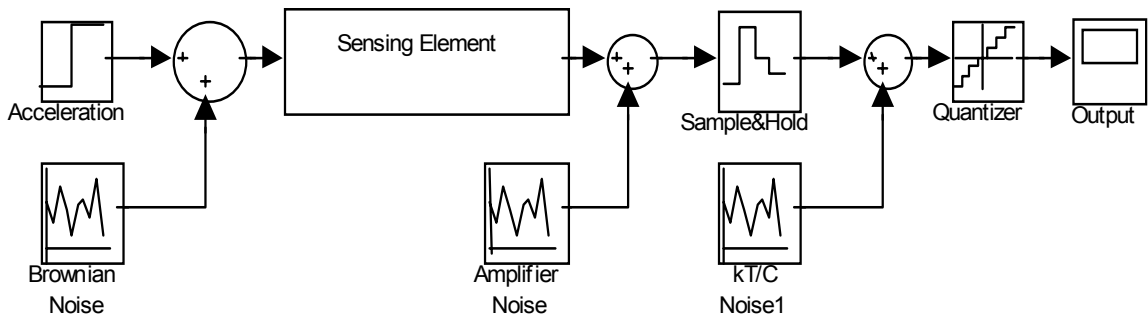 Sensing Element
Acceleration
Sample&Hold
Quantizer
Output
Brownian
Noise
Amplifier
Noise
kT/C
Noise1